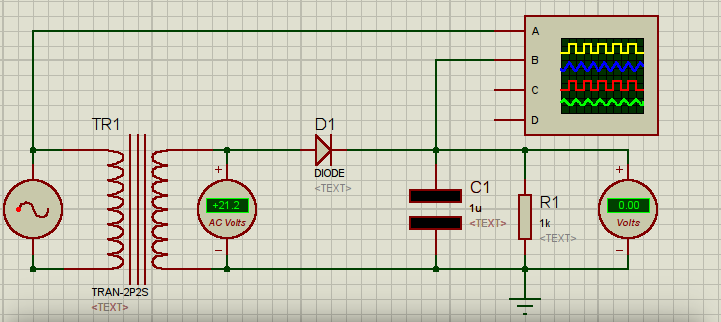 A
B
C
D
TR1
TRAN-2P2S
<TEXT>
+
+21.2
AC Volts
−
D1
DIODE
<TEXT>
C1
1u
<TEXT>
R1
1k
<TEXT>
+
0.00
Volts
−